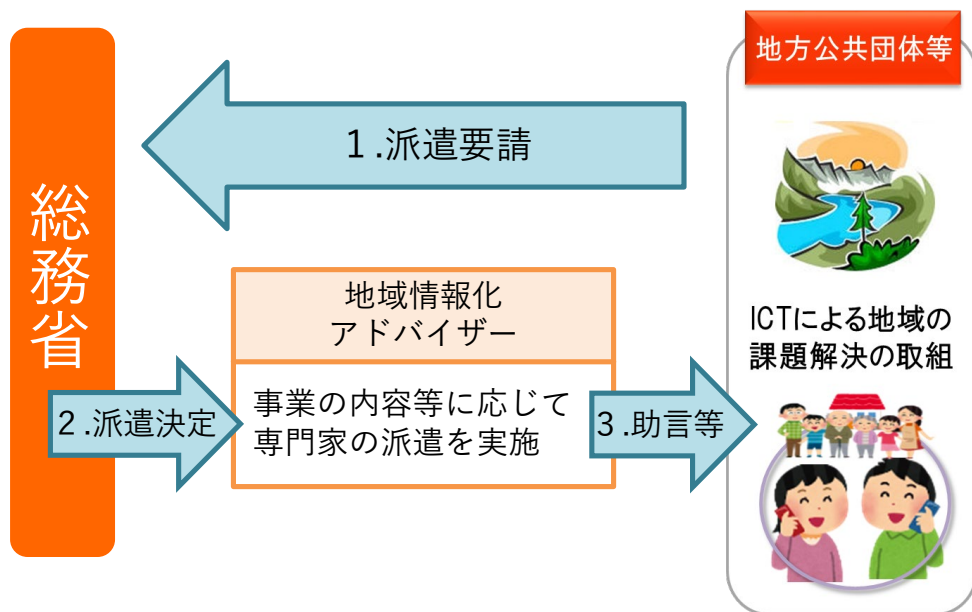 地方公共団体等
１.派遣要請
総務省
地域情報化
アドバイザー
ICTによる地域の
課題解決の取組
2.派遣決定
事業の内容等に応じて
専門家の派遣を実施
３.助言等